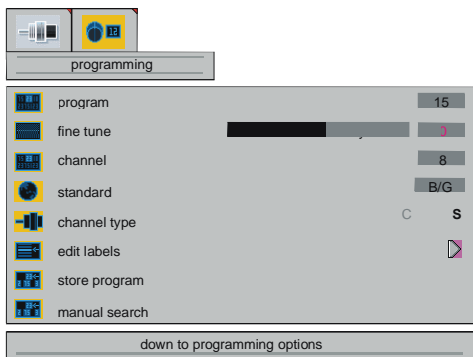 12
programming
program 15
fine tune
channel 8
standard B/G
channel type C S
edit labels
store program
manual search
down to programming options